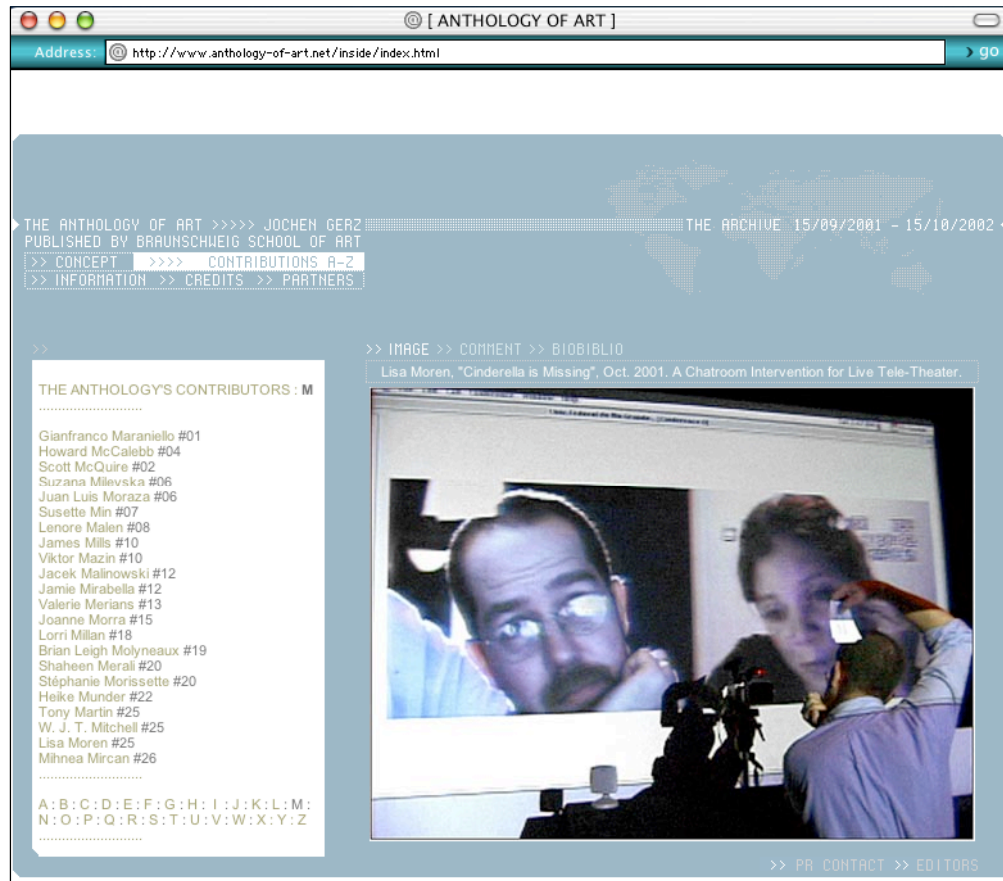 [ ANTHOLOGY OF ART ]
Address: http://www.anthology-of-art.net/inside/index.html › go
THE ANTHOLOGY OF ART >>>>> JOCHEN GERZ THE ARCHIVE 15/09/2001 - 15/10/2002
PUBLISHED BY BRAUNSCHWEIG SCHOOL OF ART
>> CONCEPT >>>> CONTRIBUTIONS A-Z
>> INFORMATION >> CREDITS >> PARTNERS
>>
>> IMAGE >> COMMENT >> BIOBIBLIO
Lisa Moren, "Cinderella is Missing", Oct. 2001. A Chatroom Intervention for Live Tele-Theater.
THE ANTHOLOGY'S CONTRIBUTORS : M
...........................
Gianfranco Maraniello #01
Howard McCalebb #04
Scott McQuire #02
Suzana Milevska #06
Juan Luis Moraza #06
Susette Min #07
Lenore Malen #08
James Mills #10
Viktor Mazin #10
Jacek Malinowski #12
Jamie Mirabella #12
Valerie Merians #13
Joanne Morra #15
Lorri Millan #18
Brian Leigh Molyneaux #19
Shaheen Merali #20
Stéphanie Morissette #20
Heike Munder #22
Tony Martin #25
W. J. T. Mitchell #25
Lisa Moren #25
Mihnea Mircan #26
...........................
A : B : C : D : E : F : G : H : I : J : K : L : M :
N : O : P : Q : R : S : T : U : V : W : X : Y : Z
...........................
>> PR CONTACT >> EDITORS